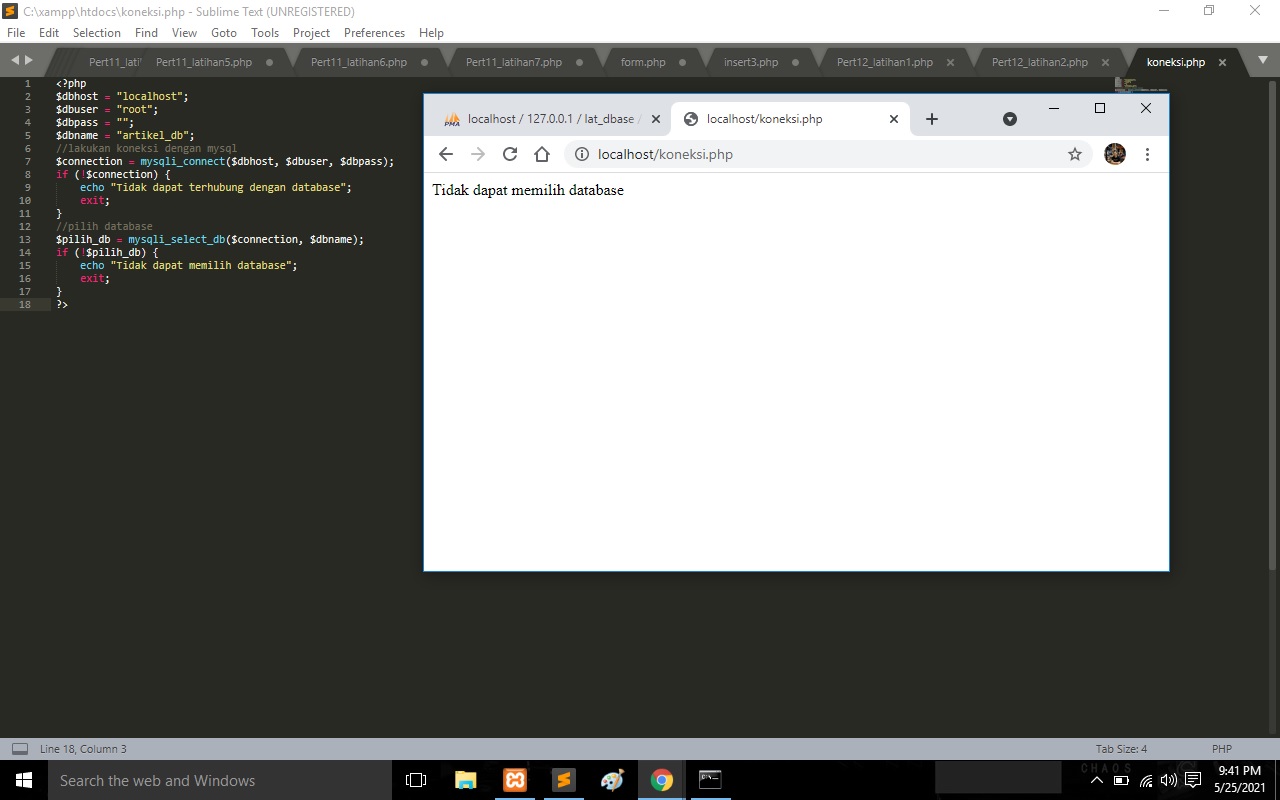 C:\xampp\htdocs\koneksi.php - Sublime Text (UNREGISTERED)
File Edit Selection Find View Goto Tools Project Preferences Help
Pert11_lati Pert11_latihan5.php Pert11_latihan6.php Pert11_latihan7.php form.php insert3.php Pert12_latihan1.php Pert12_latihan2.php koneksi.php
1 <?php
2 $dbhost = "localhost";
3 $dbuser = "root";
4 $dbpass = "";
5 $dbname = "artikel_db";
6 //lakukan koneksi dengan mysql
7 $connection = mysqli_connect($dbhost, $dbuser, $dbpass);
8 if (!$connection) {
9 echo "Tidak dapat terhubung dengan database";
10 exit;
11 }
12 //pilih database
13 $pilih_db = mysqli_select_db($connection, $dbname);
14 if (!$pilih_db) {
15 echo "Tidak dapat memilih database";
16 exit;
17 }
18 ?>
PMA localhost / 127.0.0.1 / lat_dbase / localhost/koneksi.php
localhost/koneksi.php
Tidak dapat memilih database
Line 18, Column 3 Tab Size: 4 PHP
Search the web and Windows
CHAOS
9:41 PM
5/25/2021